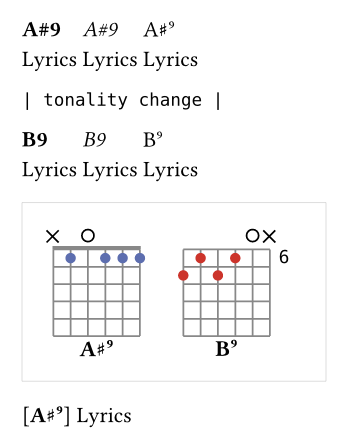 A#9 A#9 A♯⁹
Lyrics Lyrics Lyrics
| tonality change |
B9 B9 B⁹
Lyrics Lyrics Lyrics
6
A♯⁹ B⁹
[A♯⁹] Lyrics